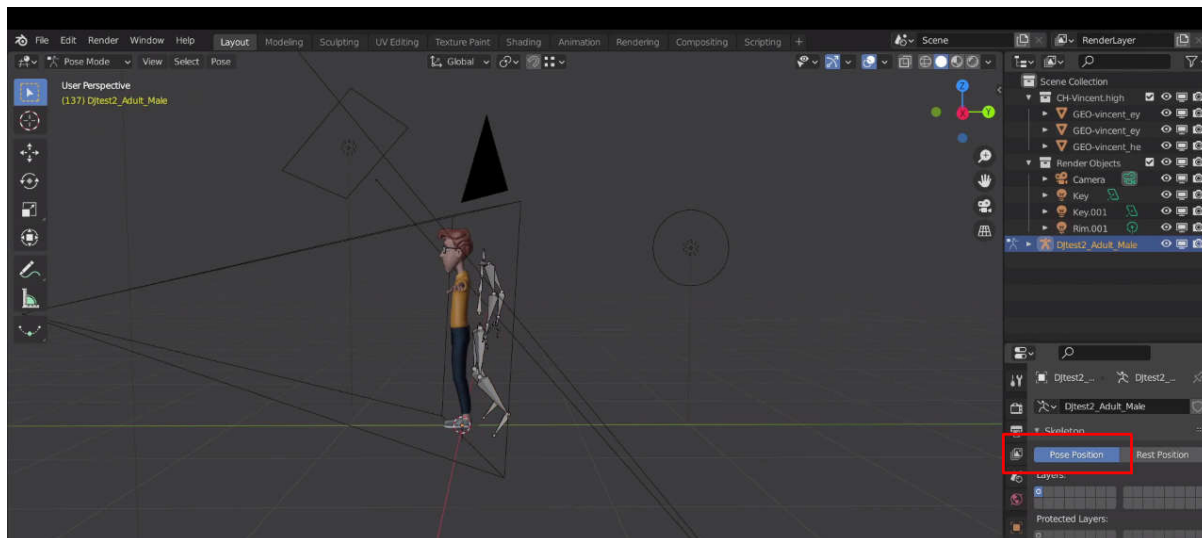 File Edit Render Window Help Layout Modeling Sculpting UV Editing Texture Paint Shading Animation Rendering Compositing Scripting + Scene RenderLayer
Pose Mode View Select Pose Global
User Perspective
(137) DJtest2_Adult_Male
Z
Y
X
Scene Collection
CH-Vincent.high
GEO-vincent_ey
GEO-vincent_ey
GEO-vincent_he
Render Objects
Camera
Key
Key.001
Rim.001
DJtest2_Adult_Male
DJtest2_... DJtest2_...
DJtest2_Adult_Male
Skeleton
Pose Position Rest Position
Layers:
Protected Layers: